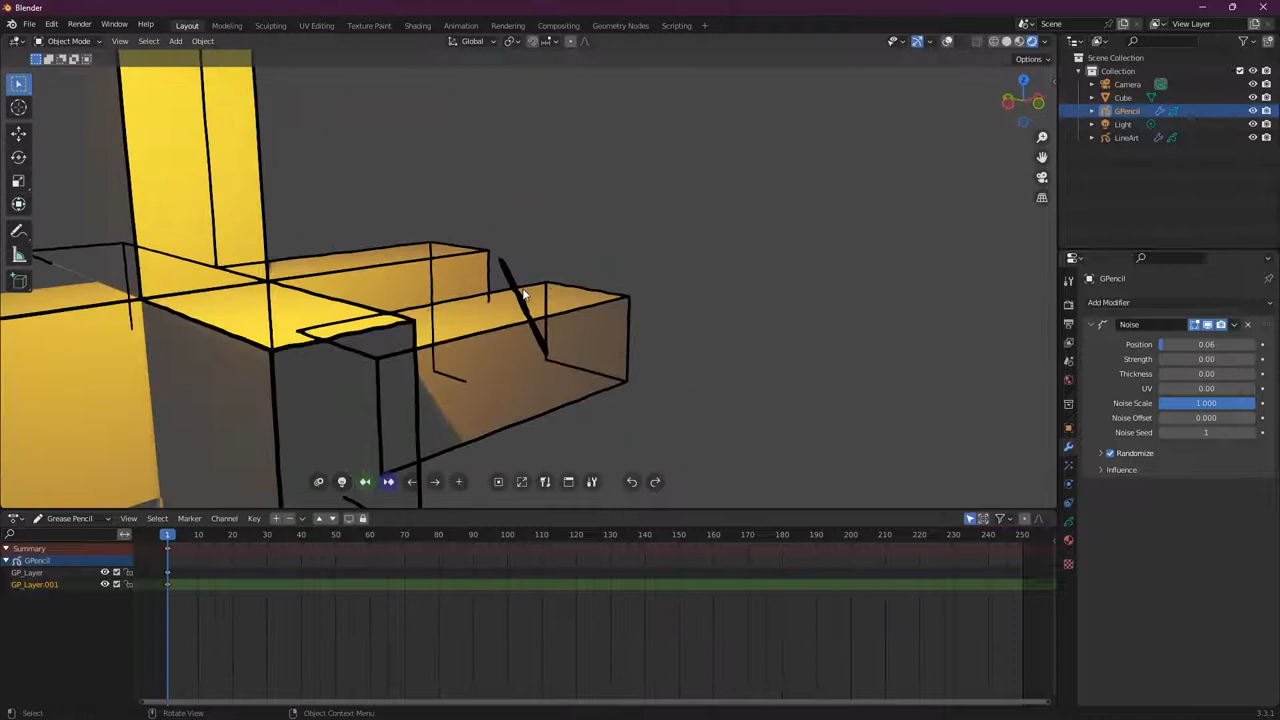 Blender
File Edit Render Window Help Layout Modeling Sculpting UV Editing Texture Paint Shading Animation Rendering Compositing Geometry Nodes Scripting + Scene View Layer
Object Mode View Select Add Object Global
Options
Scene Collection
Collection
Camera
Cube
GPencil
Light
LineArt
GPencil
Add Modifier
Noise
Position 0.06
Strength 0.00
Thickness 0.00
UV 0.00
Noise Scale 1.000
Noise Offset 0.000
Noise Seed 1
Randomize
Influence
Grease Pencil View Select Marker Channel Key
1 10 20 30 40 50 60 70 80 90 100 110 120 130 140 150 160 170 180 190 200 210 220 230 240 250
Summary
GPencil
GP_Layer
GP_Layer.001
Select Rotate View Object Context Menu 3.3.1